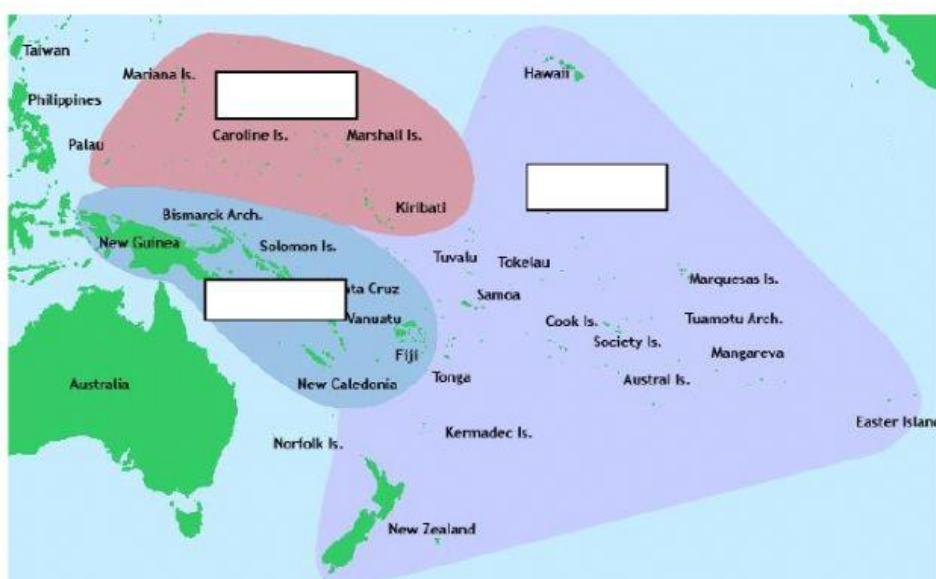 Taiwan
Hawaii
Mariana Is.
Philippines
Caroline Is.
Marshall Is.
Palau
Kiribati
Bismarck Arch.
New Guinea
Solomon Is.
Tuvalu
Tokelau
Marquesas Is.
ta Cruz
Samoa
Vanuatu
Cook Is.
Tuamotu Arch.
Society Is.
Fiji
Mangareva
Tonga
Austral Is.
Australia
New Caledonia
Easter Island
Kermadec Is.
Norfolk Is.
New Zealand